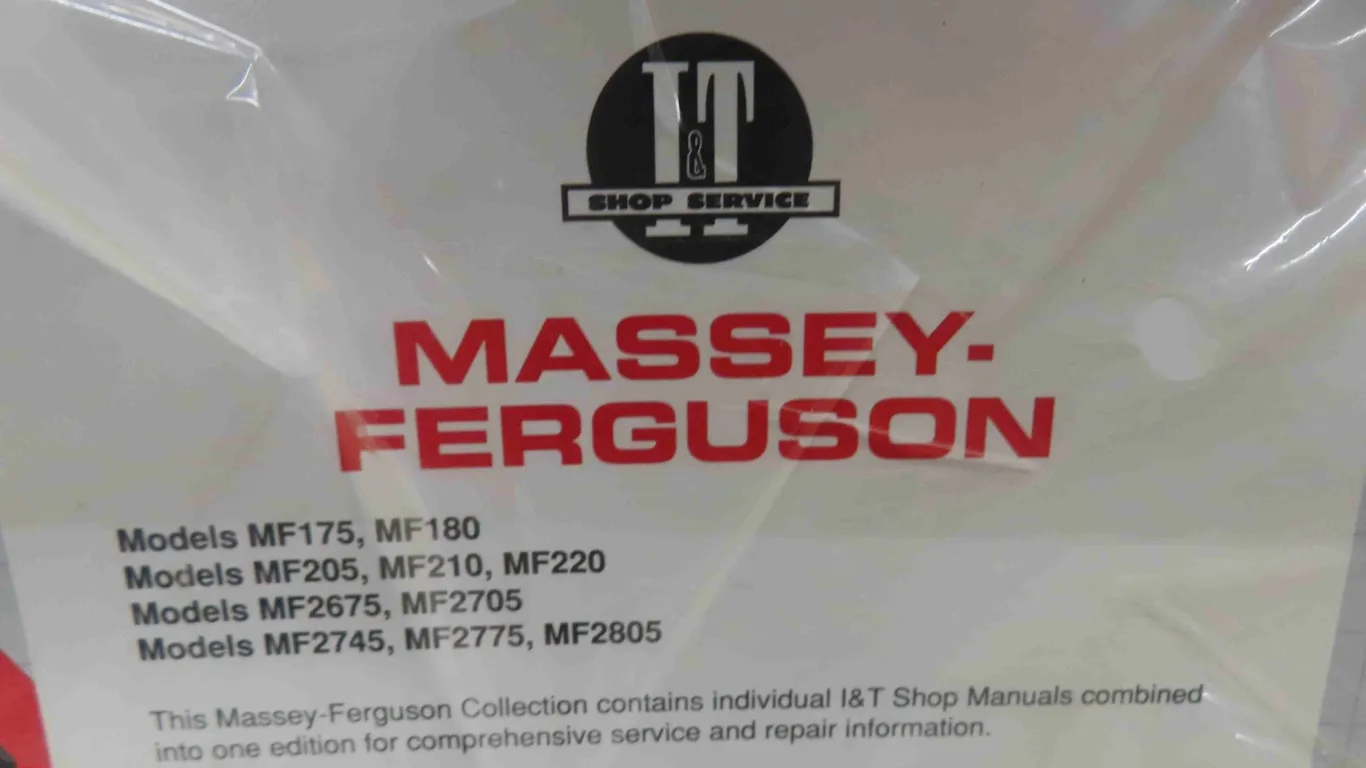 I&T
SHOP SERVICE
MASSEY-
FERGUSON
Models MF175, MF180
Models MF205, MF210, MF220
Models MF2675, MF2705
Models MF2745, MF2775, MF2805
This Massey-Ferguson Collection contains individual I&T Shop Manuals combined
into one edition for comprehensive service and repair information.